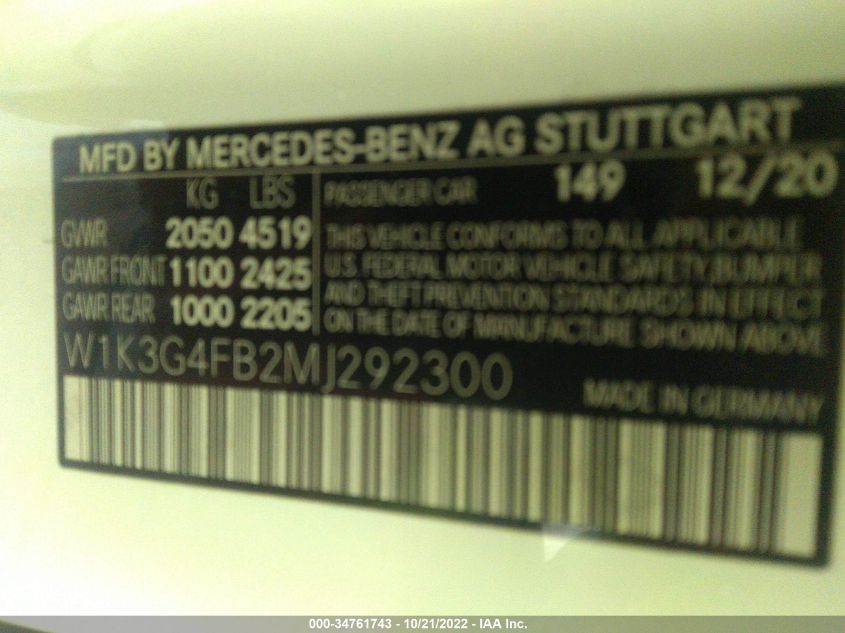 MFD BY MERCEDES-BENZ AG STUTTGART
KG LBS
GVWR 2050 4519
GAWR FRONT 1100 2425
GAWR REAR 1000 2205
PASSENGER CAR 149 12/20
THIS VEHICLE CONFORMS TO ALL APPLICABLE
U.S. FEDERAL MOTOR VEHICLE SAFETY, BUMPER
AND THEFT PREVENTION STANDARDS IN EFFECT
ON THE DATE OF MANUFACTURE SHOWN ABOVE
W1K3G4FB2MJ292300
MADE IN GERMANY
000-34761743 - 10/21/2022 - IAA Inc.